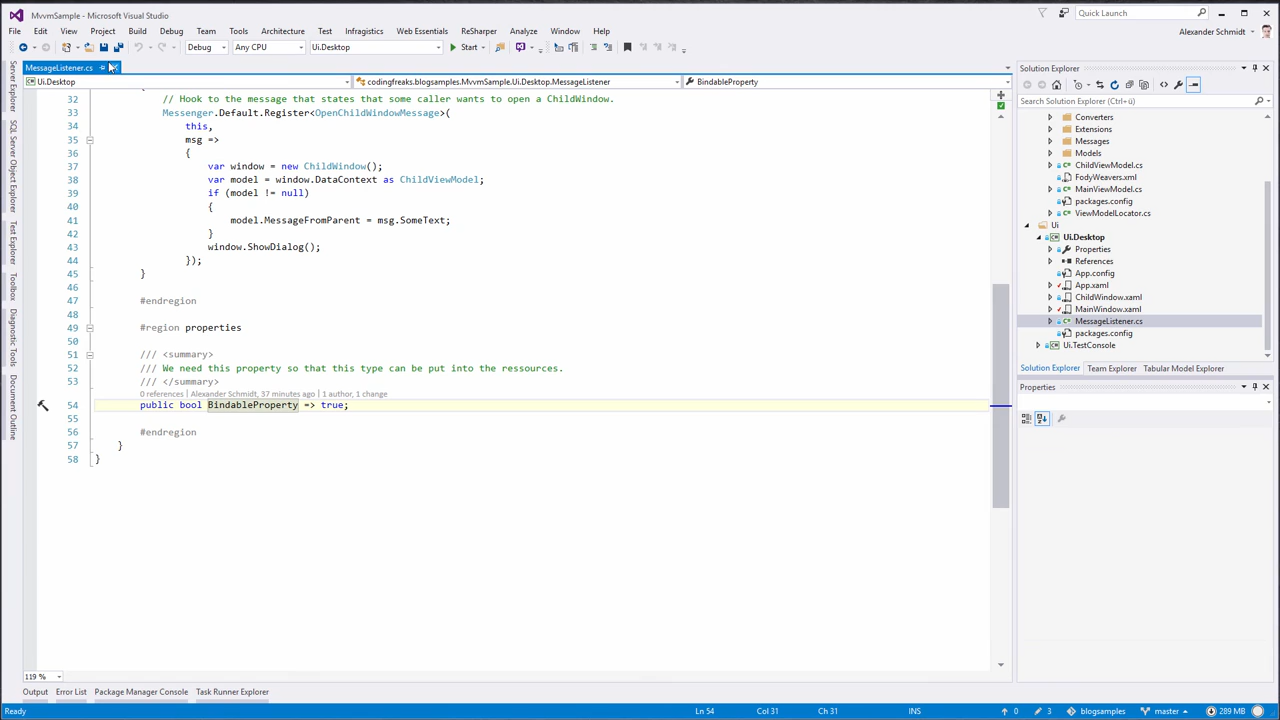 MvvmSample - Microsoft Visual Studio
Quick Launch (Ctrl+Q)
File Edit View Project Build Debug Team Tools Architecture Test Infragistics Web Essentials ReSharper Analyze Window Help
Alexander Schmidt
Debug Any CPU Ui.Desktop Start
MessageListener.cs
Ui.Desktop codingfreaks.blogsamples.MvvmSample.Ui.Desktop.MessageListener BindableProperty
Server Explorer
SQL Server Object Explorer
Test Explorer
Toolbox
Diagnostic Tools
Document Outline
32 // Hook to the message that states that some caller wants to open a ChildWindow.
33 Messenger.Default.Register<OpenChildWindowMessage>(
34 this,
35 msg =>
36 {
37 var window = new ChildWindow();
38 var model = window.DataContext as ChildViewModel;
39 if (model != null)
40 {
41 model.MessageFromParent = msg.SomeText;
42 }
43 window.ShowDialog();
44 });
45 }
46
47 #endregion
48
49 #region properties
50
51 /// <summary>
52 /// We need this property so that this type can be put into the ressources.
53 /// </summary>
0 references | Alexander Schmidt, 37 minutes ago | 1 author, 1 change
54 public bool BindableProperty => true;
55
56 #endregion
57 }
58 }
119 %
Solution Explorer
Search Solution Explorer (Ctrl+ü)
Converters
Extensions
Messages
Models
ChildViewModel.cs
FodyWeavers.xml
MainViewModel.cs
packages.config
ViewModelLocator.cs
Ui
Ui.Desktop
Properties
References
App.config
App.xaml
ChildWindow.xaml
MainWindow.xaml
MessageListener.cs
packages.config
Ui.TestConsole
Solution Explorer Team Explorer Tabular Model Explorer
Properties
Output Error List Package Manager Console Task Runner Explorer
Ready Ln 54 Col 31 Ch 31 INS 0 3 blogsamples master 289 MB